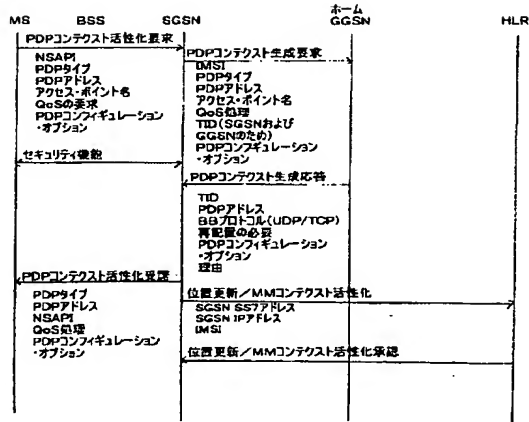 MS BSS SGSN ホーム GGSN HLR
PDPコンテクスト活性化要求
NSAPI
PDPタイプ
PDPアドレス
アクセス・ポイント名
QoSの要求
PDPコンフィギュレーション
・オプション
PDPコンテクスト生成要求
IMSI
PDPタイプ
PDPアドレス
アクセス・ポイント名
QoS処理
TID(SGSNおよび
GGSNのため)
PDPコンフギュレーション
・オプション
セキュリティ機能
PDPコンテクスト生成応答
TID
PDPアドレス
BBプロトコル(UDP/TCP)
再配置の必要
PDPコンフィギュレーション
・オプション
理由
PDPコンテクスト活性化受諾
PDPタイプ
PDPアドレス
NSAPI
QoS処理
PDPコンフィギュレーション
・オプション
位置更新/MMコンテクスト活性化
SGSN SS7アドレス
SGSN IPアドレス
IMSI
位置更新/MMコンテクスト活性化承認